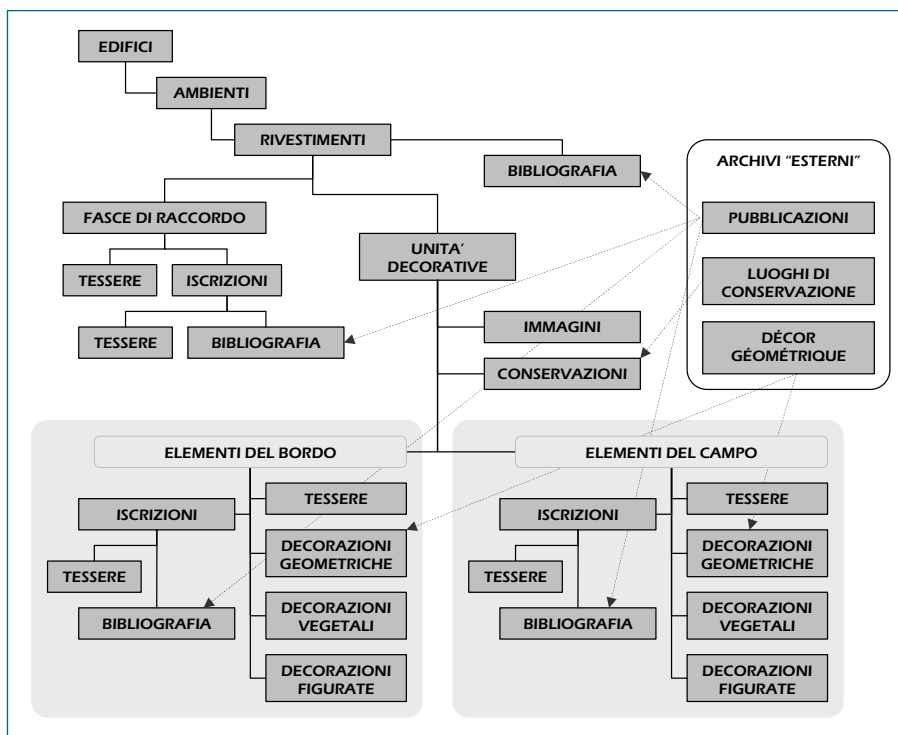 EDIFICI
AMBIENTI
RIVESTIMENTI
BIBLIOGRAFIA
ARCHIVI “ESTERNI”
PUBBLICAZIONI
LUOGHI DI
CONSERVAZIONE
DÉCOR
GÉOMÉTRIQUE
FASCE DI RACCORDO
TESSERE
ISCRIZIONI
TESSERE
BIBLIOGRAFIA
UNITA’
DECORATIVE
IMMAGINI
CONSERVAZIONI
ELEMENTI DEL BORDO
TESSERE
ISCRIZIONI
DECORAZIONI
GEOMETRICHE
TESSERE
BIBLIOGRAFIA
DECORAZIONI
VEGETALI
DECORAZIONI
FIGURATE
ELEMENTI DEL CAMPO
TESSERE
ISCRIZIONI
DECORAZIONI
GEOMETRICHE
TESSERE
BIBLIOGRAFIA
DECORAZIONI
VEGETALI
DECORAZIONI
FIGURATE